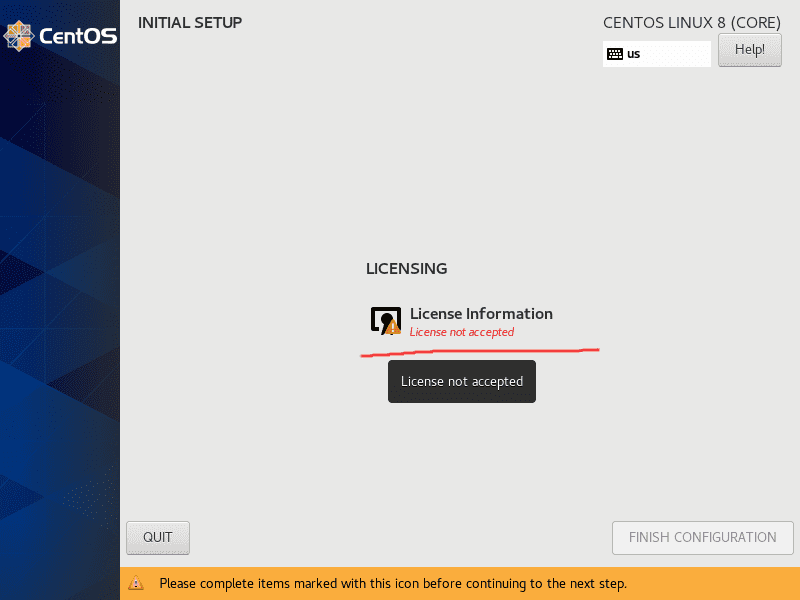 CentOS
INITIAL SETUP
CENTOS LINUX 8 (CORE)
us
Help!
LICENSING
License Information
License not accepted
License not accepted
QUIT
FINISH CONFIGURATION
Please complete items marked with this icon before continuing to the next step.